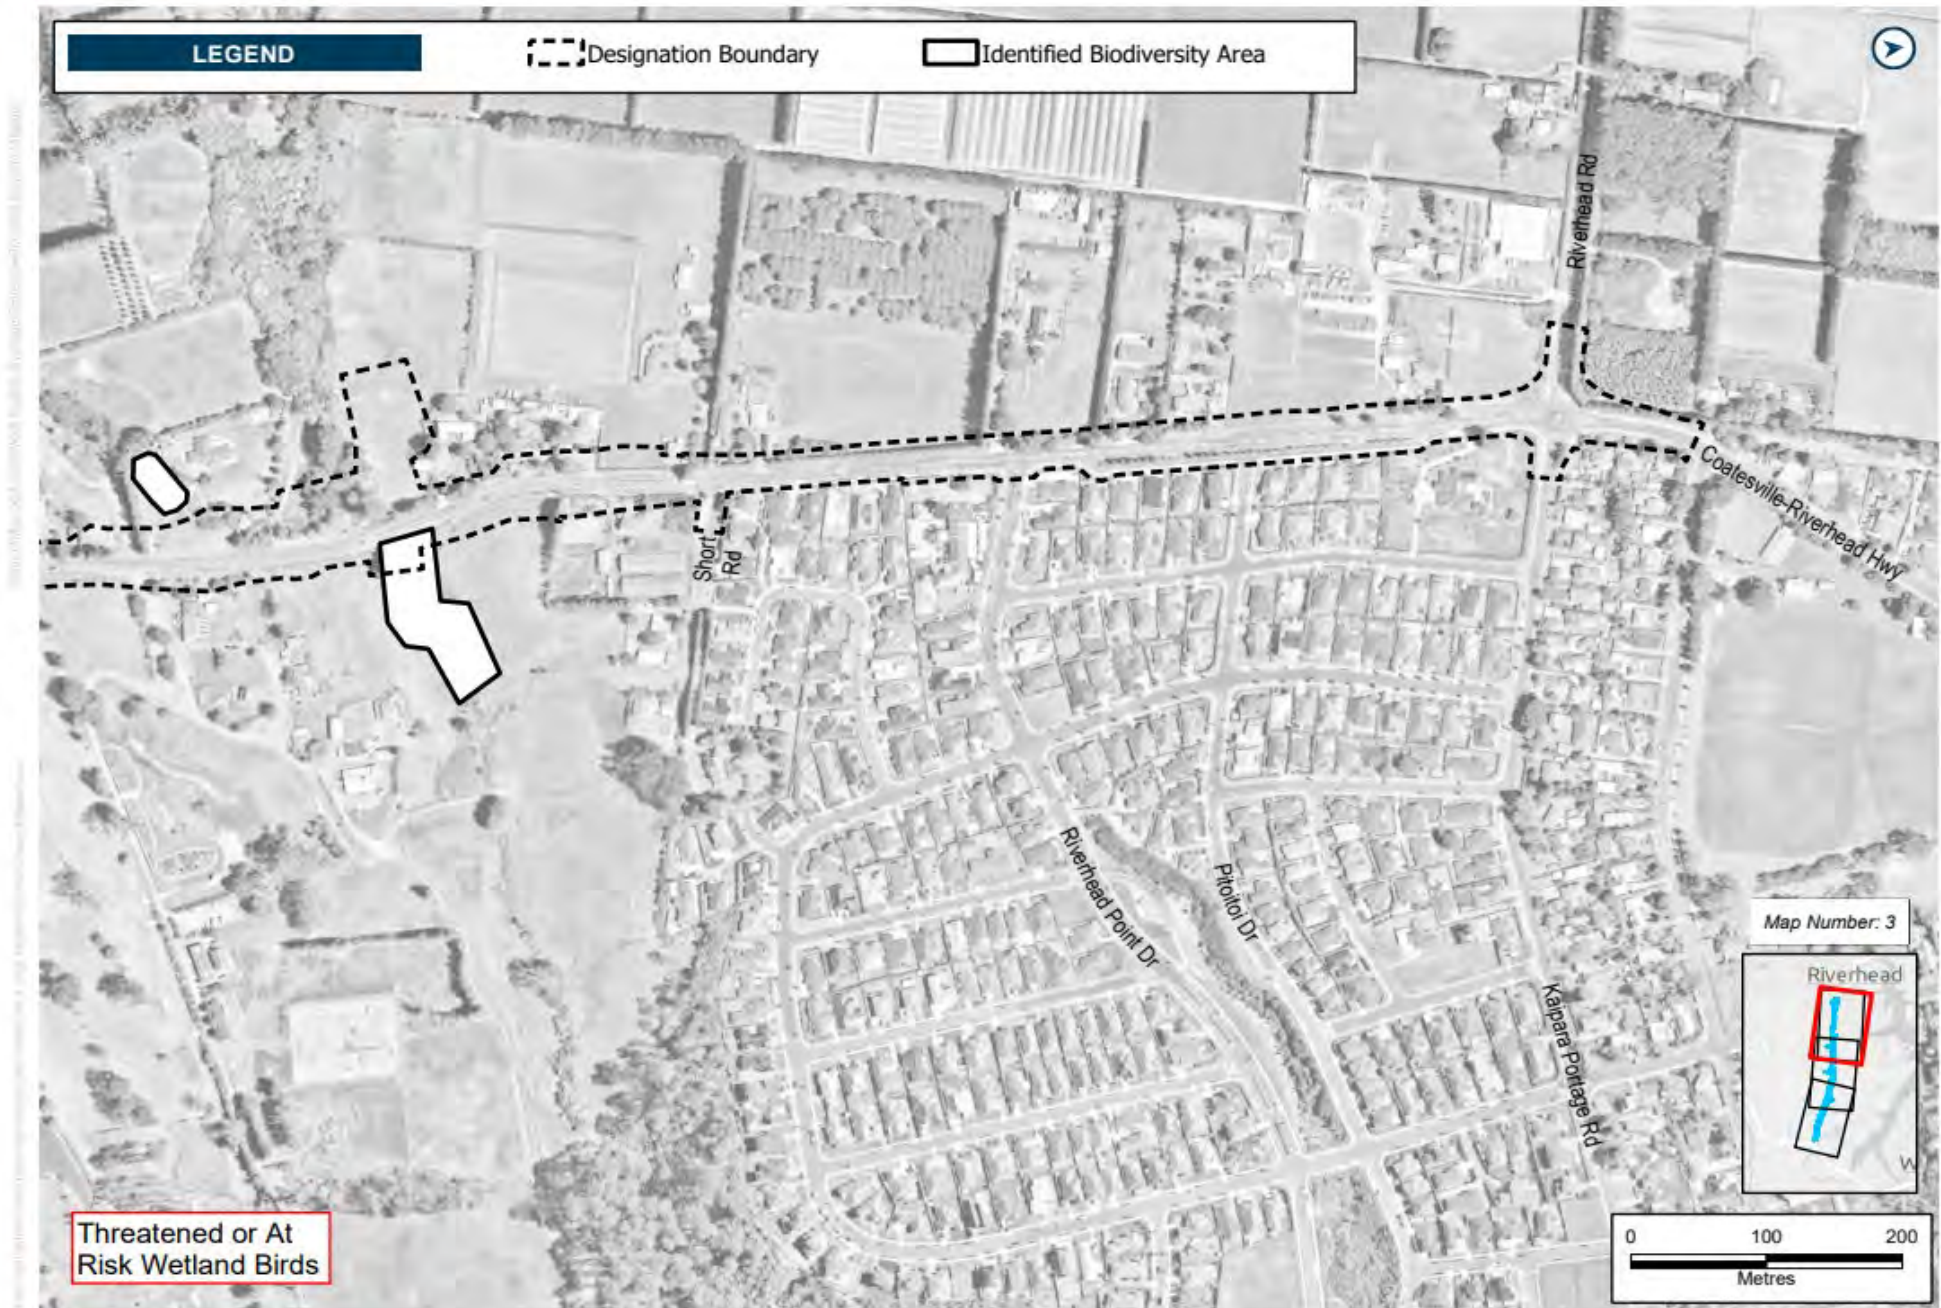 LEGEND
Designation Boundary
Identified Biodiversity Area
Riverhead Rd
Coatesville-Riverhead Hwy
Short
Rd
Riverhead Point Dr
Pitoitoi Dr
Kaipara Portage Rd
Map Number: 3
Riverhead
W
Threatened or At
Risk Wetland Birds
0 100 200
Metres